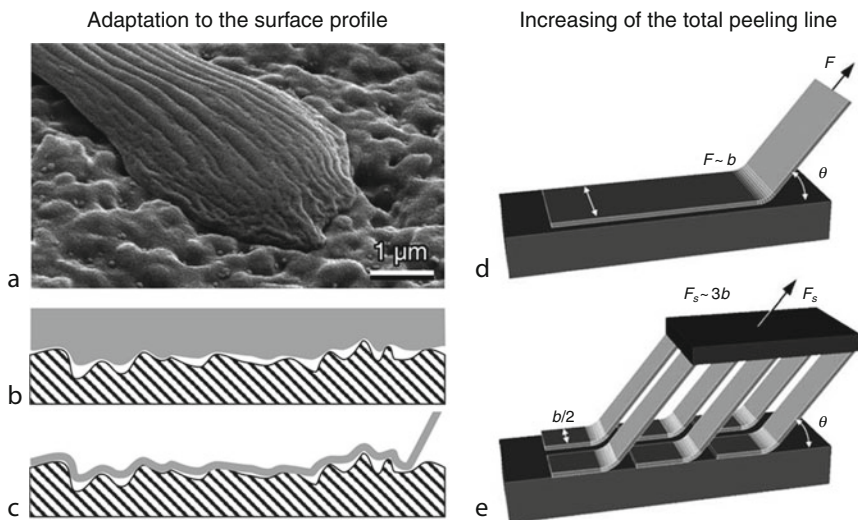 Adaptation to the surface profile
Increasing of the total peeling line
a
1 µm
b
c
F
F ~ b
θ
d
F_s ~ 3b
F_s
b/2
θ
e